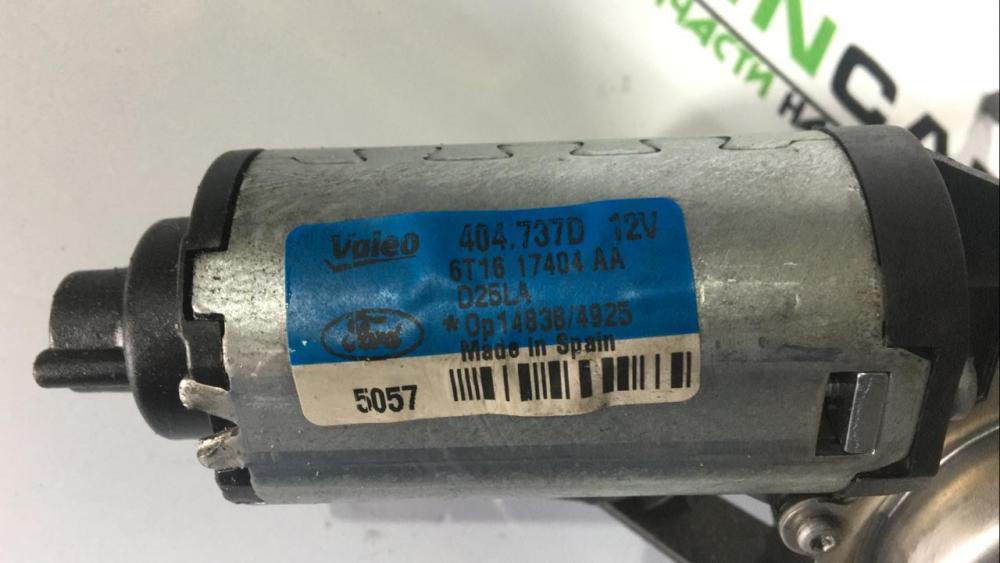 Valeo 404.737D 12V
6T16 17404 AA
D25LA
Ford *Op14838/4925
Made in Spain
5057